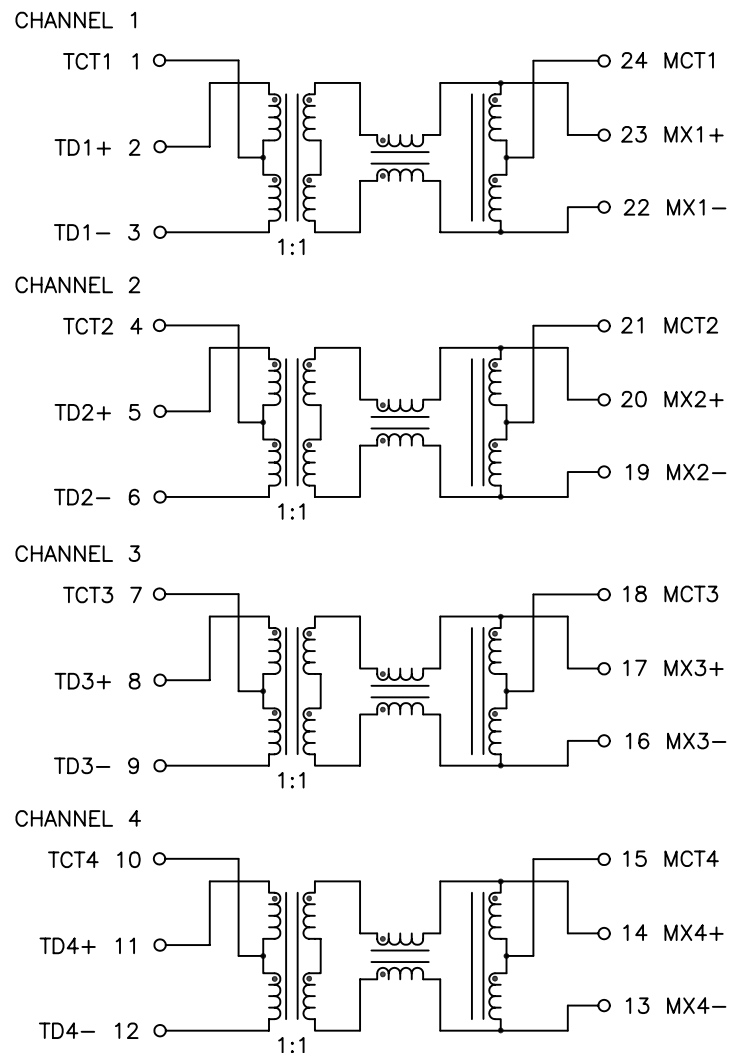 CHANNEL 1
TCT1 1 24 MCT1
TD1+ 2 23 MX1+
TD1− 3 22 MX1−
1:1
CHANNEL 2
TCT2 4 21 MCT2
TD2+ 5 20 MX2+
TD2− 6 19 MX2−
1:1
CHANNEL 3
TCT3 7 18 MCT3
TD3+ 8 17 MX3+
TD3− 9 16 MX3−
1:1
CHANNEL 4
TCT4 10 15 MCT4
TD4+ 11 14 MX4+
TD4− 12 13 MX4−
1:1